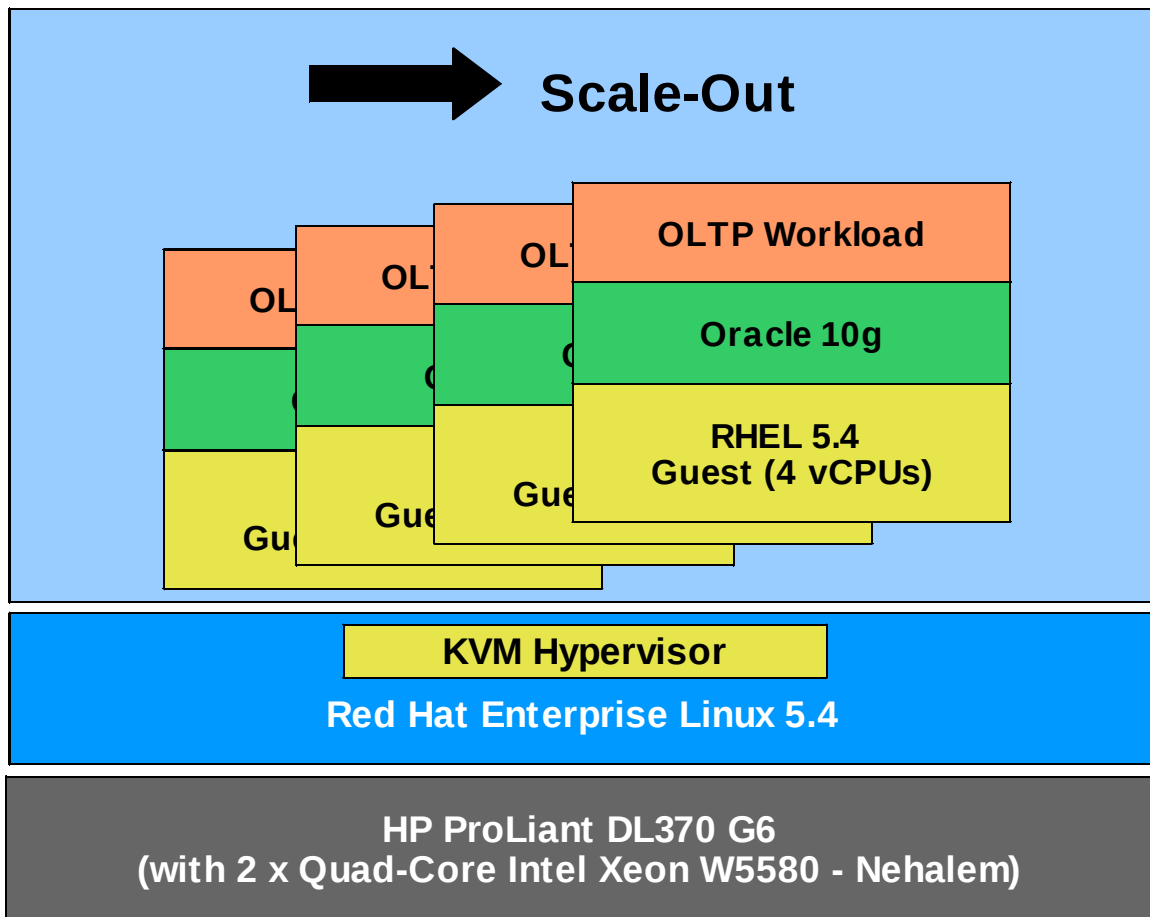 Scale-Out
OLTP Workload
Oracle 10g
RHEL 5.4
Guest (4 vCPUs)
KVM Hypervisor
Red Hat Enterprise Linux 5.4
HP ProLiant DL370 G6
(with 2 x Quad-Core Intel Xeon W5580 - Nehalem)